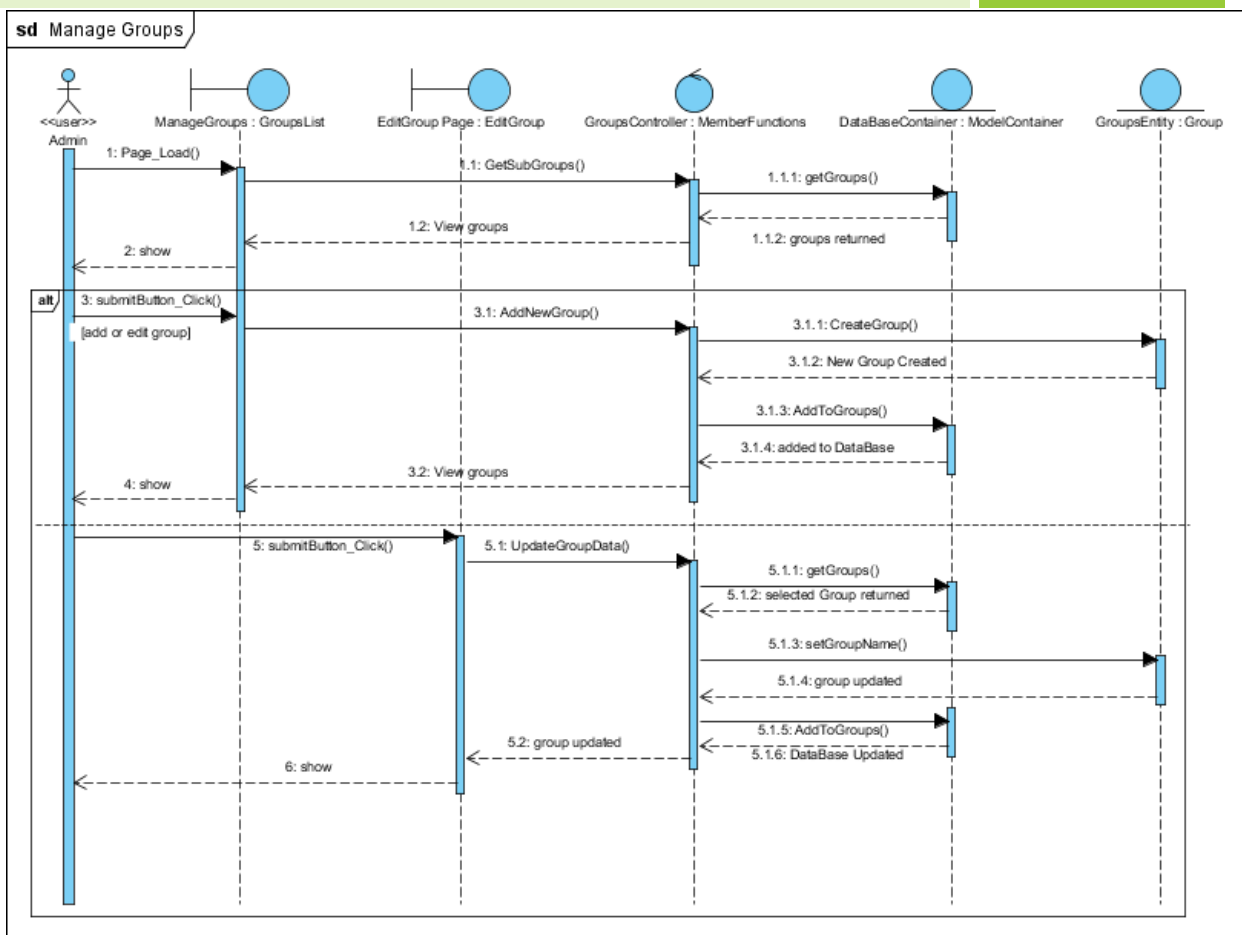 sd Manage Groups
<<user>>
Admin
ManageGroups : GroupsList
EditGroup Page : EditGroup
GroupsController : MemberFunctions
DataBaseContainer : ModelContainer
GroupsEntity : Group
1: Page_Load()
1.1: GetSubGroups()
1.1.1: getGroups()
1.1.2: groups returned
1.2: View groups
2: show
alt
3: submitButton_Click()
[add or edit group]
3.1: AddNewGroup()
3.1.1: CreateGroup()
3.1.2: New Group Created
3.1.3: AddToGroups()
3.1.4: added to DataBase
3.2: View groups
4: show
5: submitButton_Click()
5.1: UpdateGroupData()
5.1.1: getGroups()
5.1.2: selected Group returned
5.1.3: setGroupName()
5.1.4: group updated
5.1.5: AddToGroups()
5.1.6: DataBase Updated
5.2: group updated
6: show